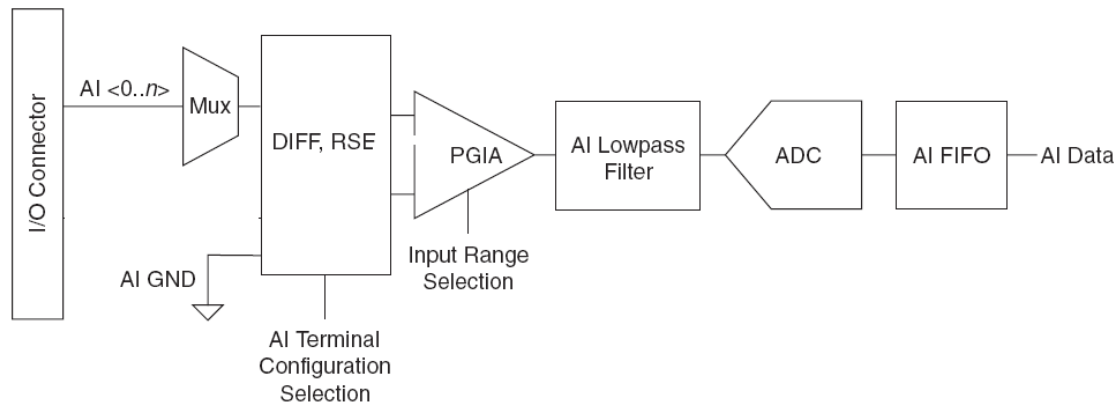 I/O Connector
AI <0..n>
Mux
DIFF, RSE
PGIA
AI Lowpass
Filter
ADC
AI FIFO
AI Data
AI GND
Input Range
Selection
AI Terminal
Configuration
Selection